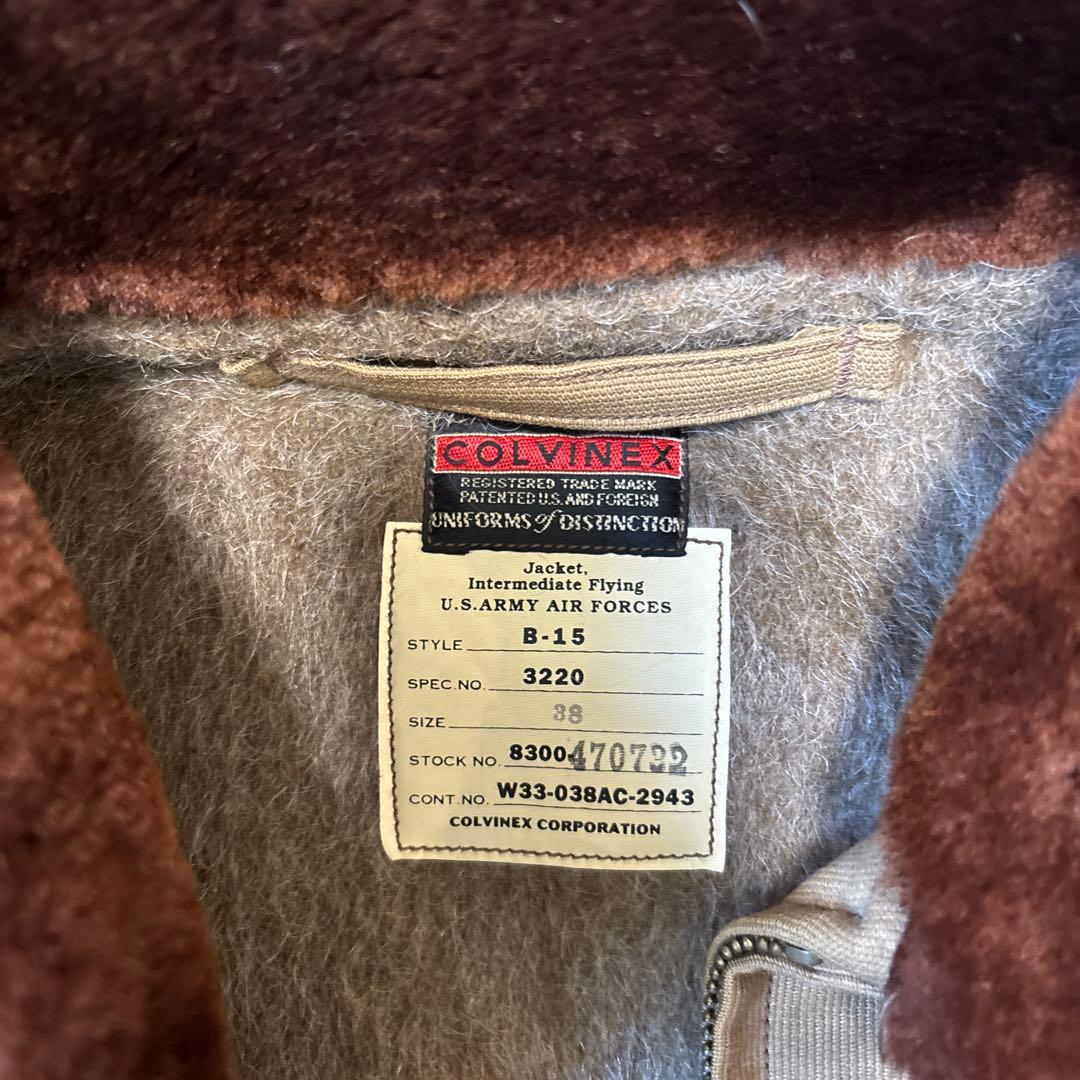 COLVINEX
REGISTERED TRADE MARK
PATENTED U.S. AND FOREIGN
UNIFORMS of DISTINCTION
Jacket,
Intermediate Flying
U.S. ARMY AIR FORCES
STYLE B-15
SPEC. NO. 3220
SIZE 38
STOCK NO. 8300-470792
CONT. NO. W33-038AC-2943
COLVINEX CORPORATION